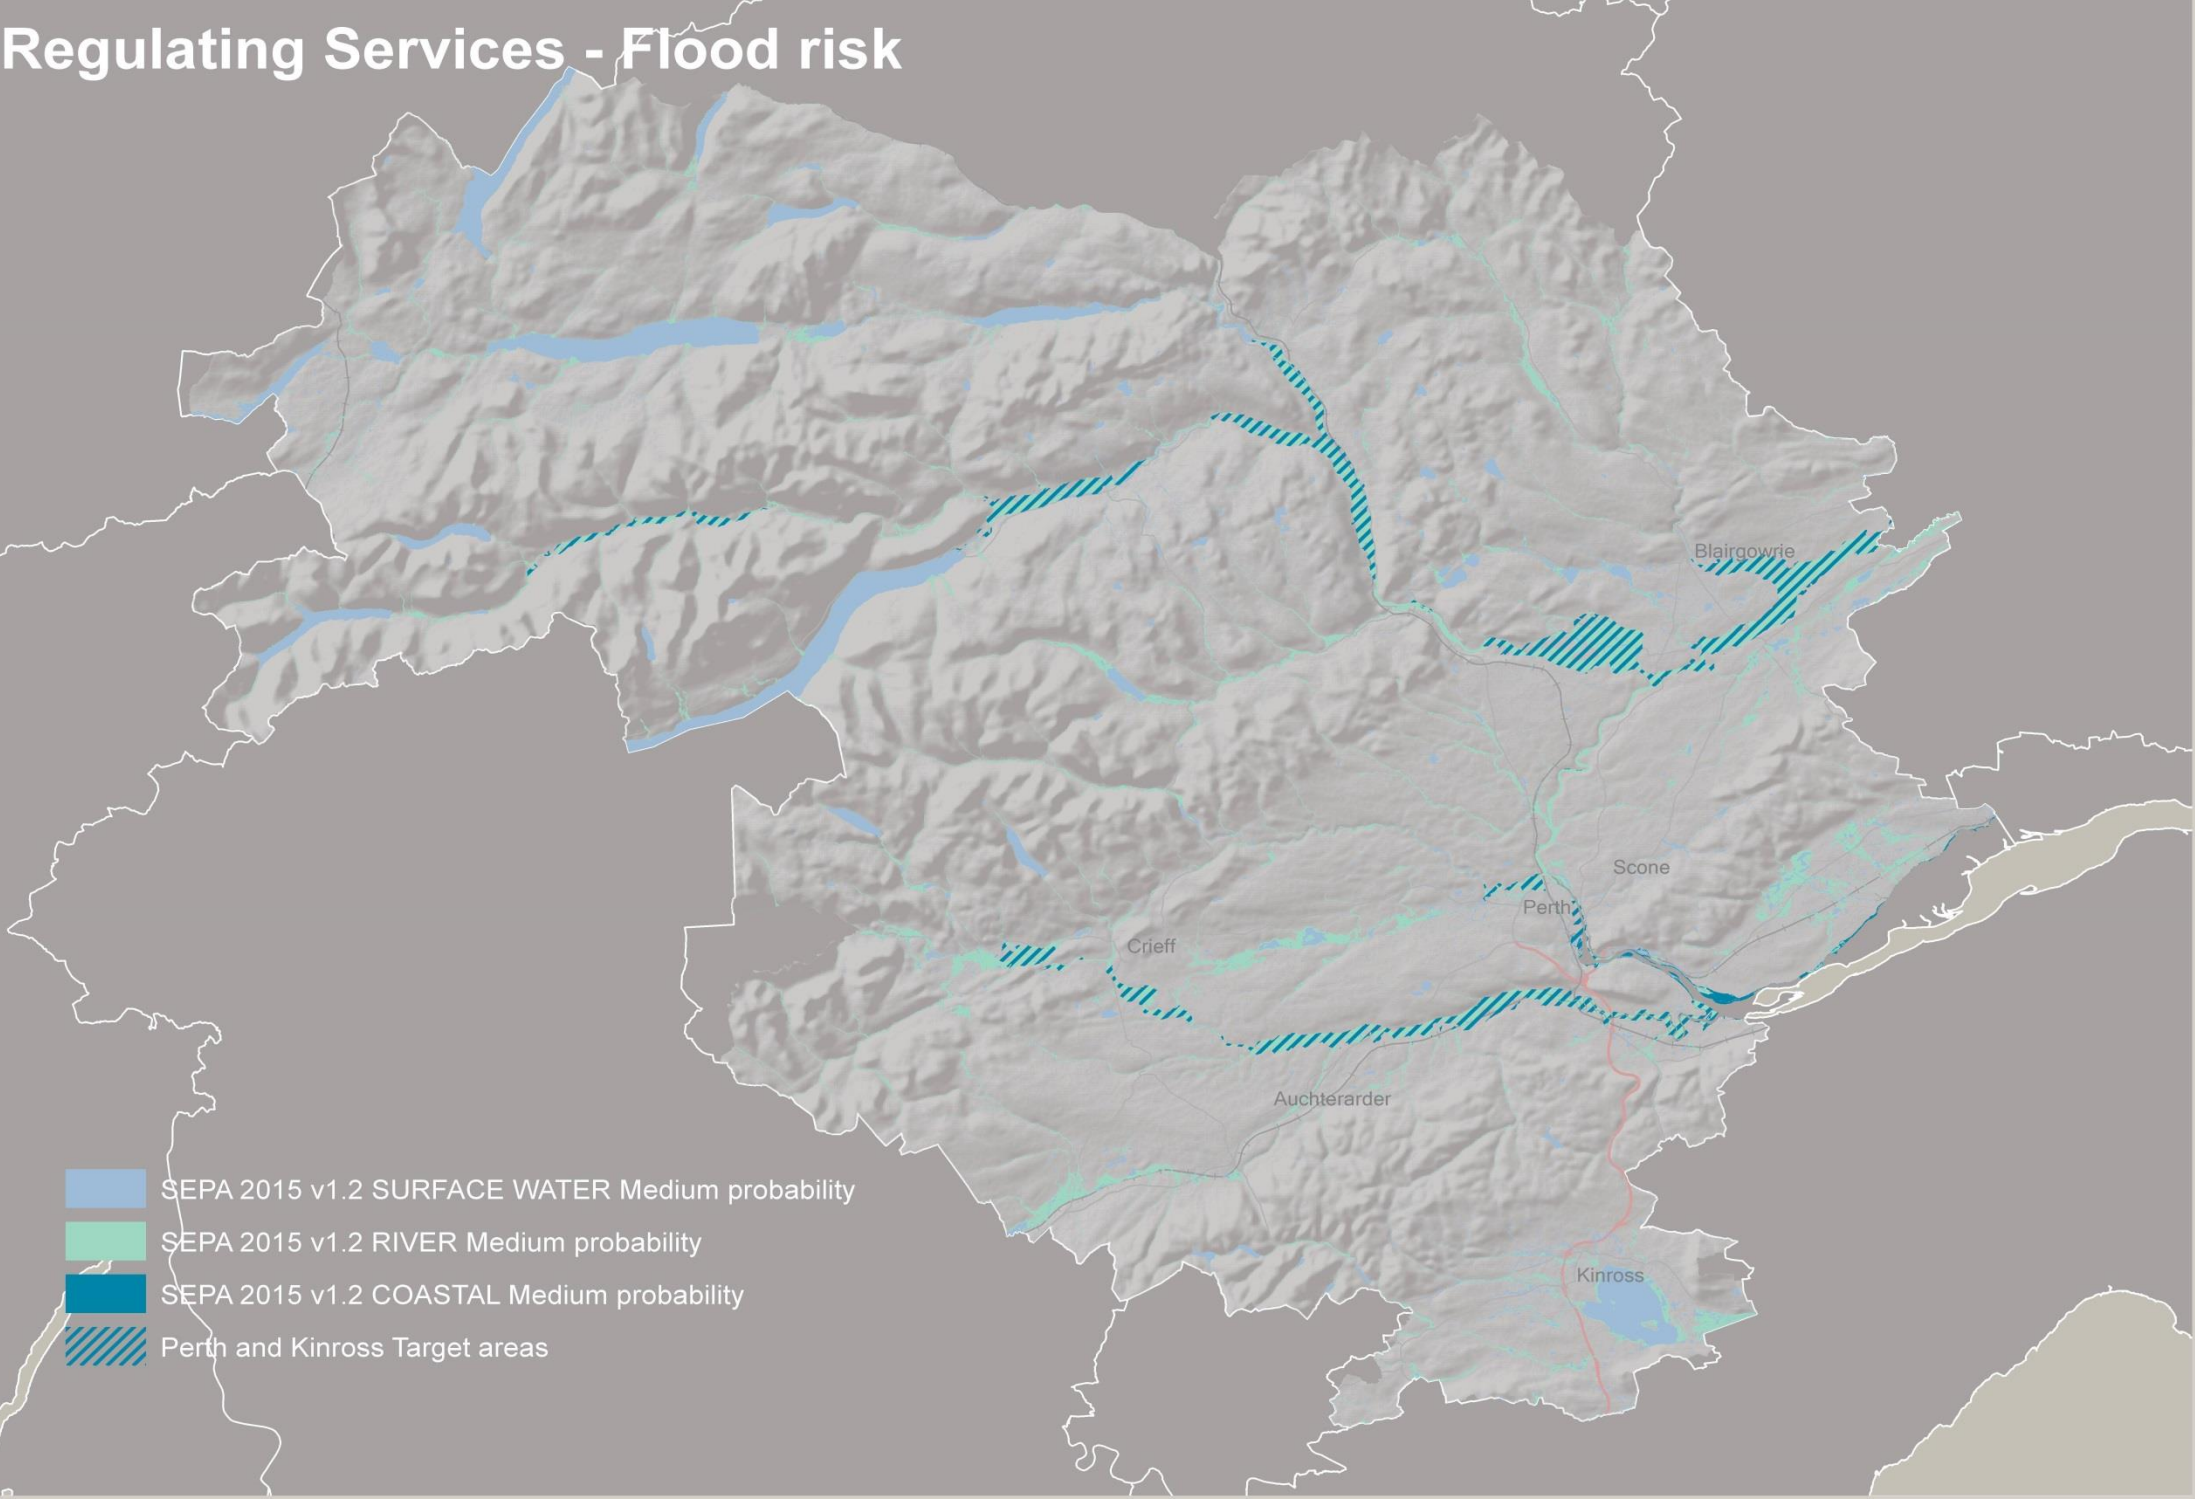 Regulating Services - Flood risk
Blairgowrie
Scone
Perth
Crieff
Auchterarder
Kinross
SEPA 2015 v1.2 SURFACE WATER Medium probability
SEPA 2015 v1.2 RIVER Medium probability
SEPA 2015 v1.2 COASTAL Medium probability
Perth and Kinross Target areas